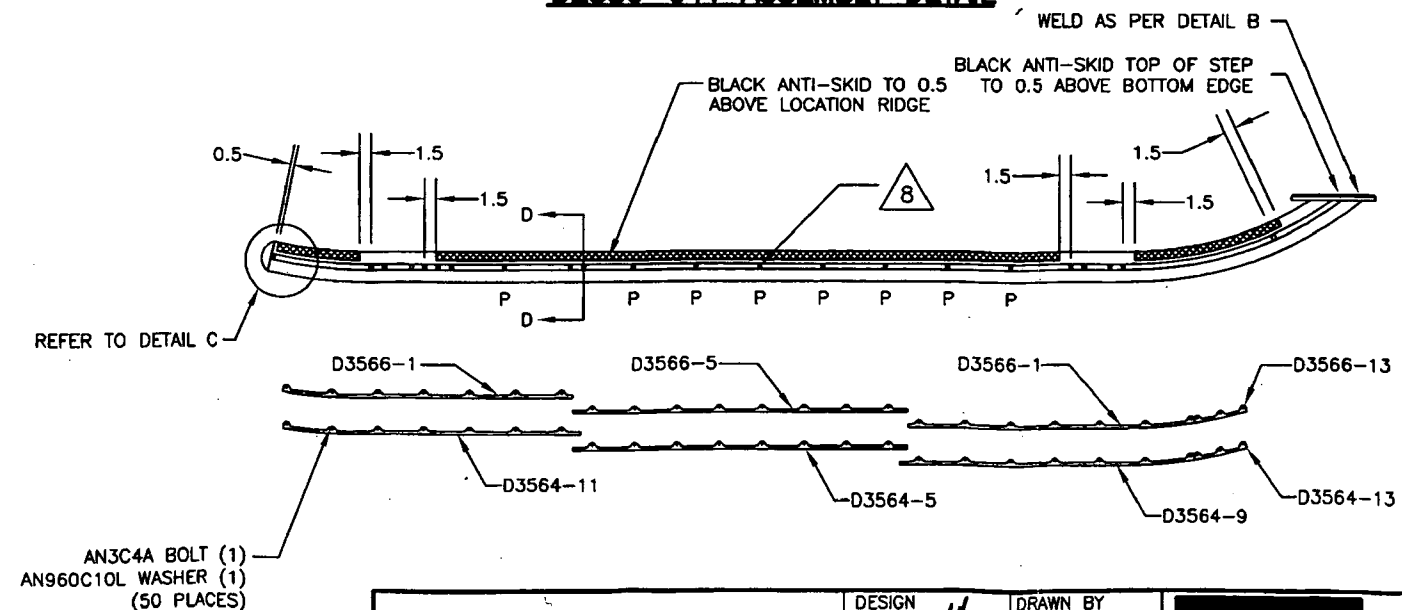 WELD AS PER DETAIL B
BLACK ANTI-SKID TOP OF STEP
TO 0.5 ABOVE BOTTOM EDGE
BLACK ANTI-SKID TO 0.5
ABOVE LOCATION RIDGE
0.5
1.5
1.5
8
1.5
1.5
1.5
D
D
P P P P P P P P
REFER TO DETAIL C
D3566-1
D3566-5
D3566-1
D3566-13
D3564-11
D3564-5
D3564-9
D3564-13
AN3C4A BOLT (1)
AN960C10L WASHER (1)
(50 PLACES)
DESIGN
DRAWN BY